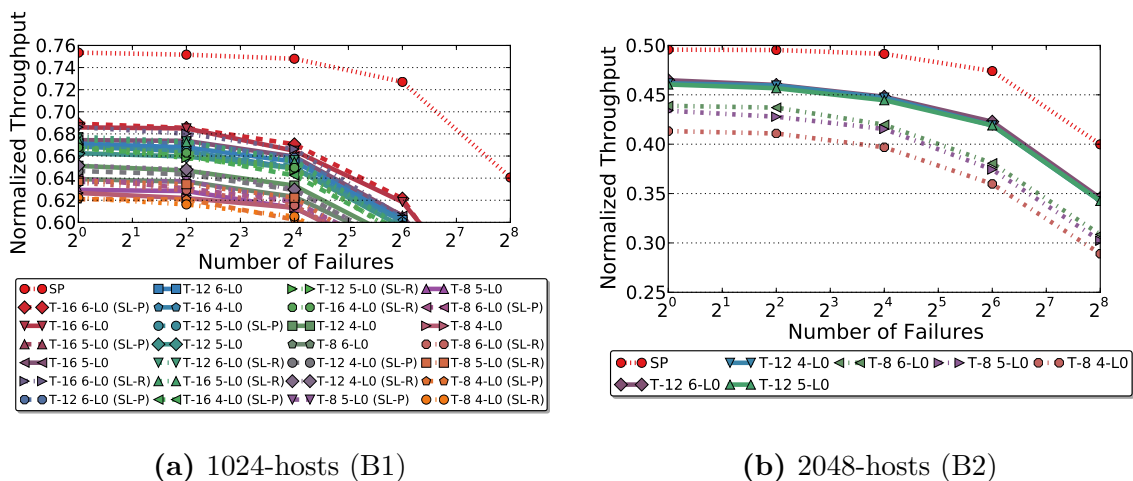 Normalized Throughput
0.76
0.74
0.72
0.70
0.68
0.66
0.64
0.62
0.60
2^0 2^1 2^2 2^3 2^4 2^5 2^6 2^7 2^8
Number of Failures
SP T-12 6-L0 T-12 5-L0 (SL-R) T-8 5-L0
T-16 6-L0 (SL-P) T-16 4-L0 T-16 4-L0 (SL-R) T-8 6-L0 (SL-P)
T-16 6-L0 T-12 5-L0 (SL-P) T-12 4-L0 T-8 4-L0
T-16 5-L0 (SL-P) T-12 5-L0 T-8 6-L0 T-8 6-L0 (SL-R)
T-16 5-L0 T-12 6-L0 (SL-R) T-12 4-L0 (SL-P) T-8 5-L0 (SL-R)
T-16 6-L0 (SL-R) T-16 5-L0 (SL-R) T-12 4-L0 (SL-R) T-8 4-L0 (SL-P)
T-12 6-L0 (SL-P) T-16 4-L0 (SL-P) T-8 5-L0 (SL-P) T-8 4-L0 (SL-R)
(a) 1024-hosts (B1)
Normalized Throughput
0.50
0.45
0.40
0.35
0.30
0.25
2^0 2^1 2^2 2^3 2^4 2^5 2^6 2^7 2^8
Number of Failures
SP T-12 4-L0 T-8 6-L0 T-8 5-L0 T-8 4-L0
T-12 6-L0 T-12 5-L0
(b) 2048-hosts (B2)